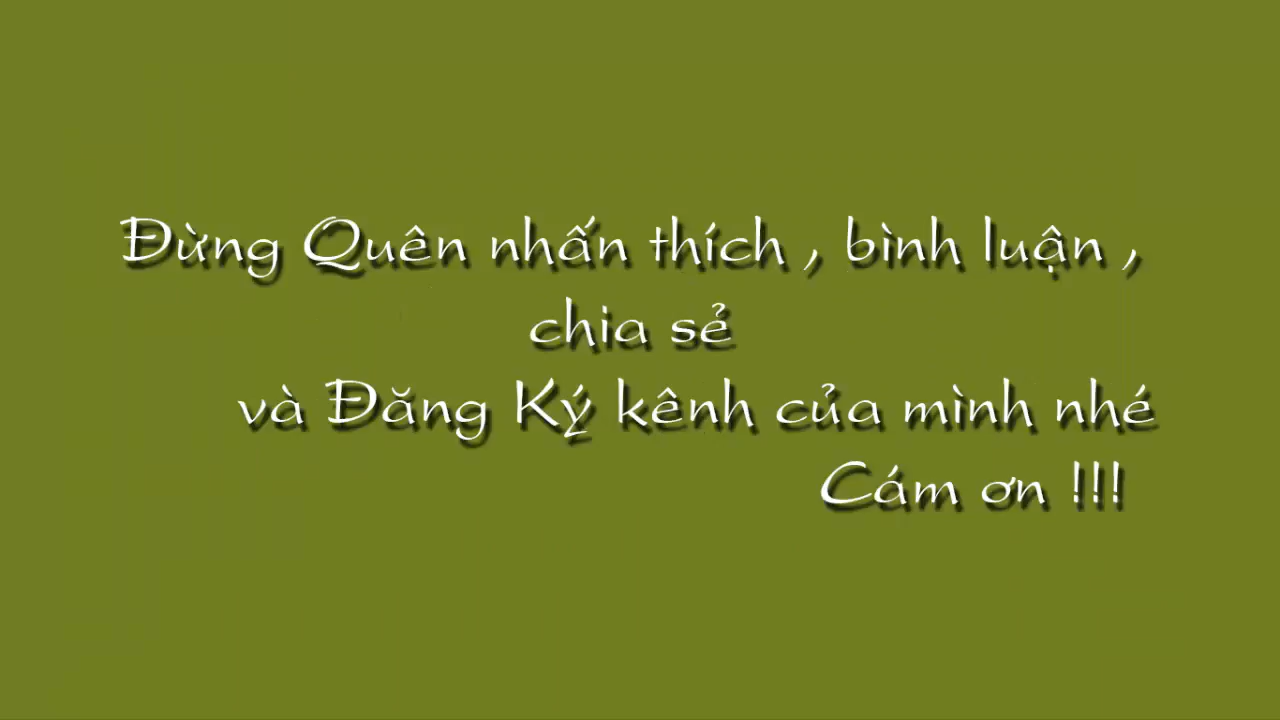 Đừng Quên nhấn thích , bình luận ,
chia sẻ
và Đăng Ký kênh của mình nhé
Cám ơn !!!